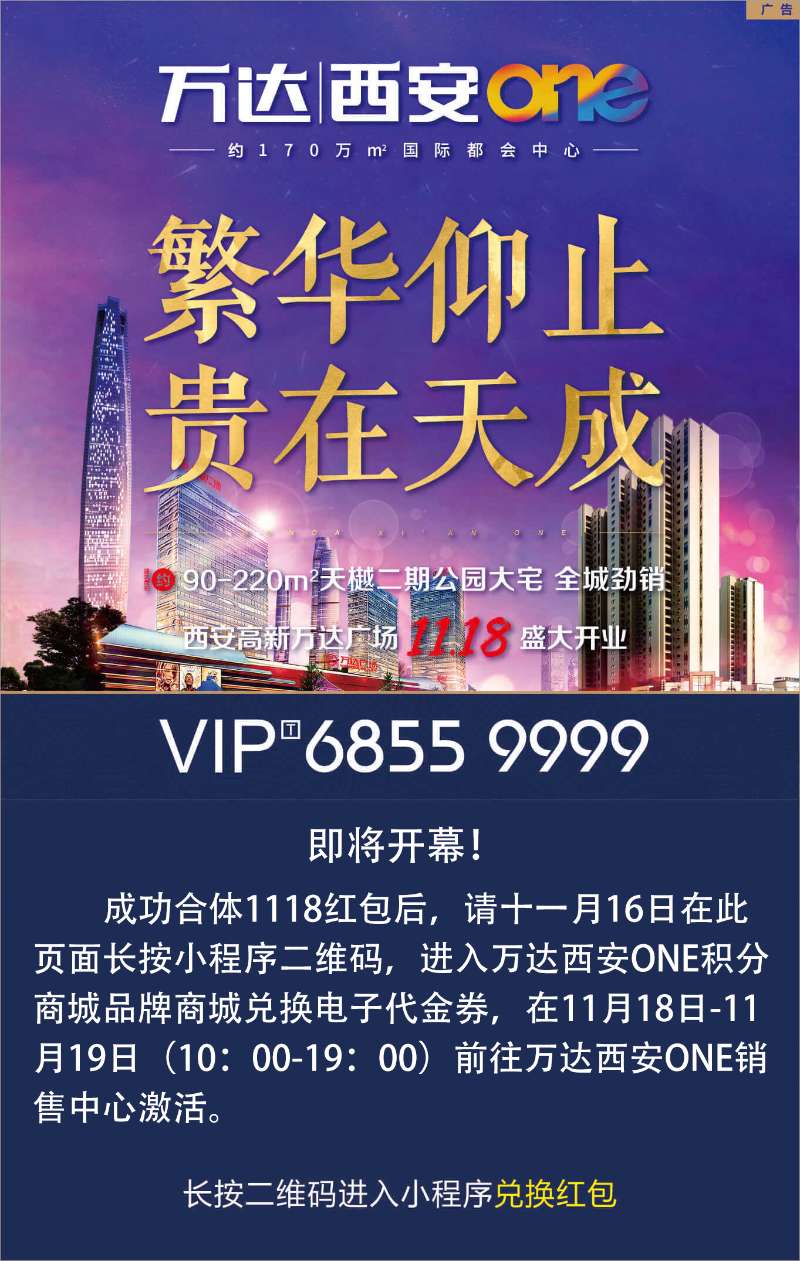 广告
万达|西安one
约170万㎡国际都会中心
繁华仰止
贵在天成
约90-220m²天樾二期公园大宅 全城劲销
西安高新万达广场 11.18 盛大开业
VIP T 6855 9999
即将开幕！
成功合体1118红包后，请十一月16日在此
页面长按小程序二维码，进入万达西安ONE积分
商城品牌商城兑换电子代金券，在11月18日-11
月19日（10：00-19：00）前往万达西安ONE销
售中心激活。
长按二维码进入小程序兑换红包